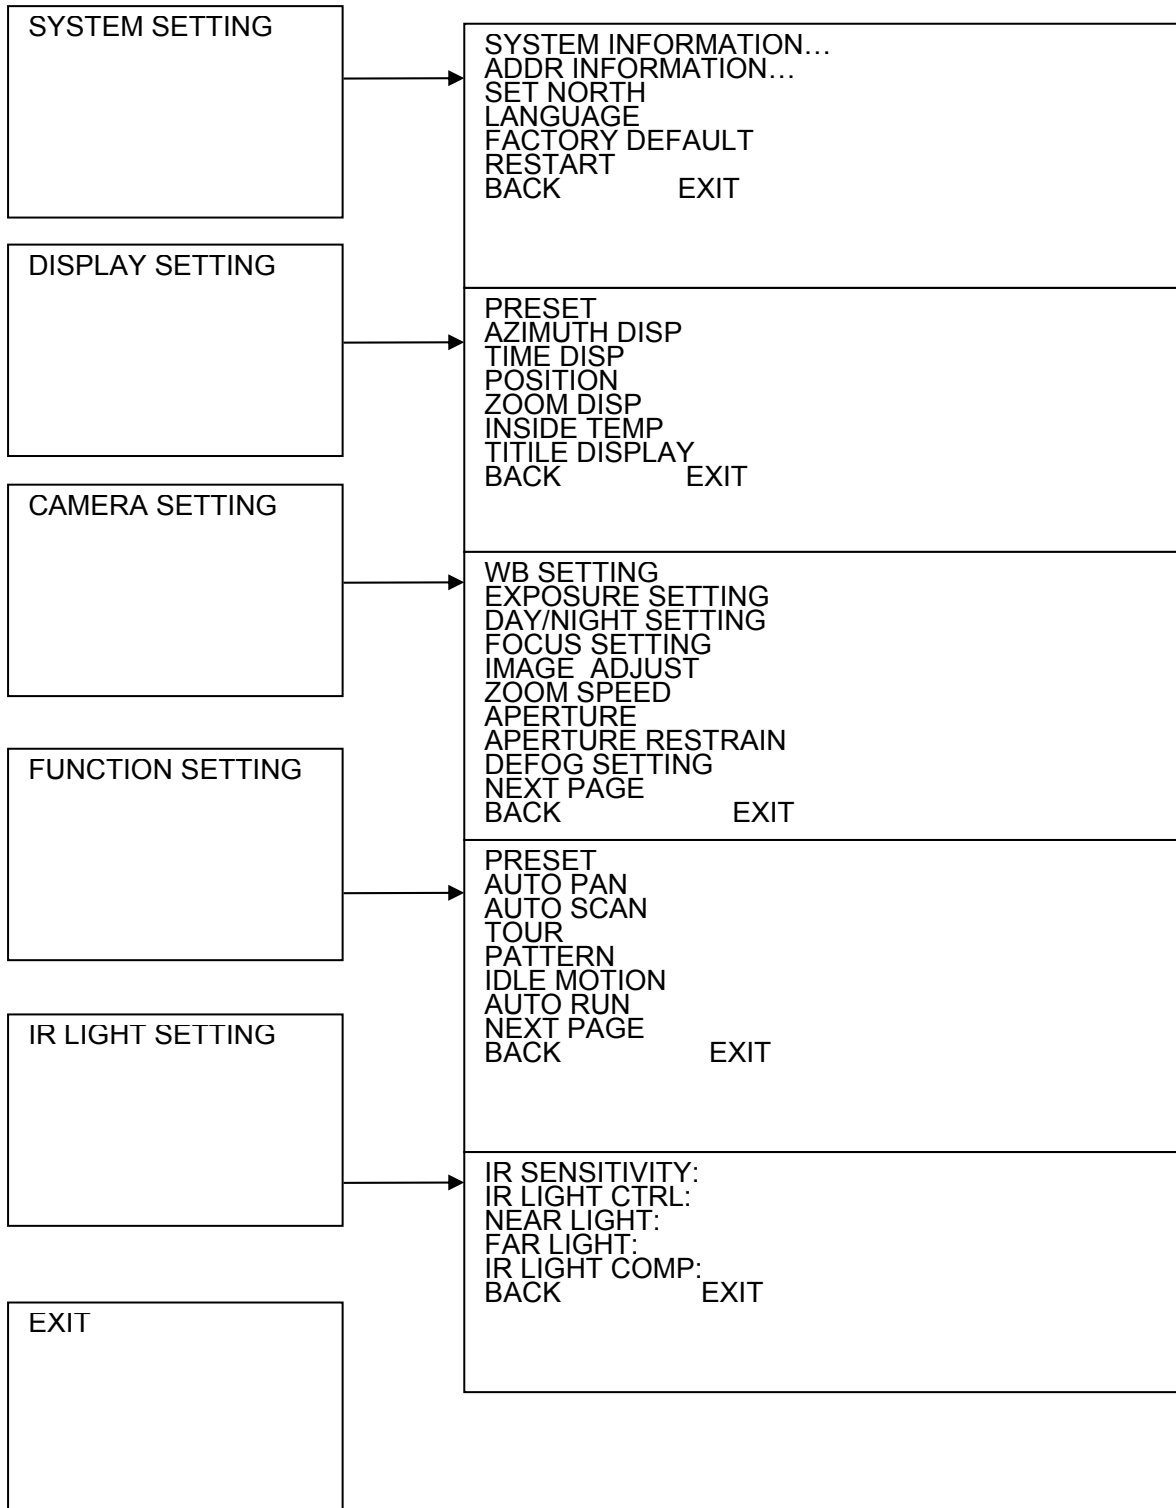 SYSTEM SETTING
SYSTEM INFORMATION…
ADDR INFORMATION…
SET NORTH
LANGUAGE
FACTORY DEFAULT
RESTART
BACK EXIT
DISPLAY SETTING
PRESET
AZIMUTH DISP
TIME DISP
POSITION
ZOOM DISP
INSIDE TEMP
TITILE DISPLAY
BACK EXIT
CAMERA SETTING
WB SETTING
EXPOSURE SETTING
DAY/NIGHT SETTING
FOCUS SETTING
IMAGE ADJUST
ZOOM SPEED
APERTURE
APERTURE RESTRAIN
DEFOG SETTING
NEXT PAGE
BACK EXIT
FUNCTION SETTING
PRESET
AUTO PAN
AUTO SCAN
TOUR
PATTERN
IDLE MOTION
AUTO RUN
NEXT PAGE
BACK EXIT
IR LIGHT SETTING
IR SENSITIVITY:
IR LIGHT CTRL:
NEAR LIGHT:
FAR LIGHT:
IR LIGHT COMP:
BACK EXIT
EXIT